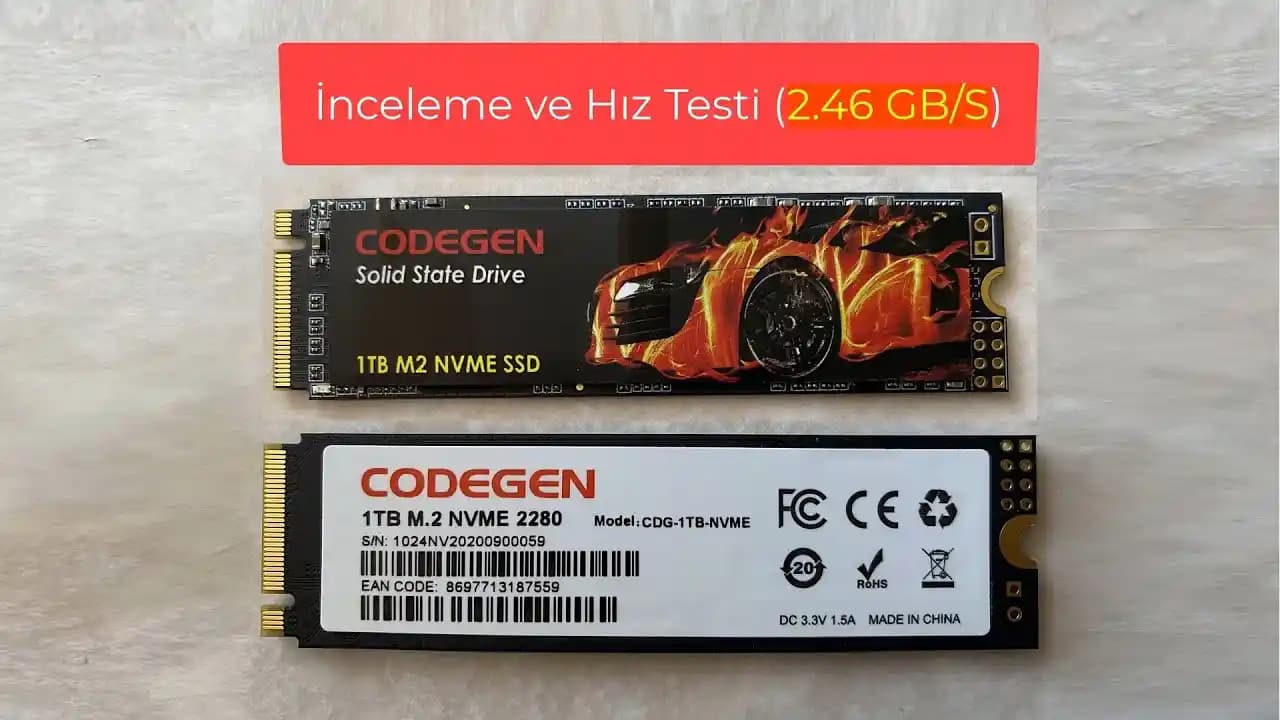 İnceleme ve Hız Testi (2.46 GB/S)
CODEGEN
Solid State Drive
1TB M2 NVME SSD
CODEGEN
1TB M.2 NVME 2280 Model:CDG-1TB-NVME
S/N: 1024NV20200900059
EAN CODE: 8697713187559
FC CE
20 RoHS
DC 3.3V 1.5A MADE IN CHINA